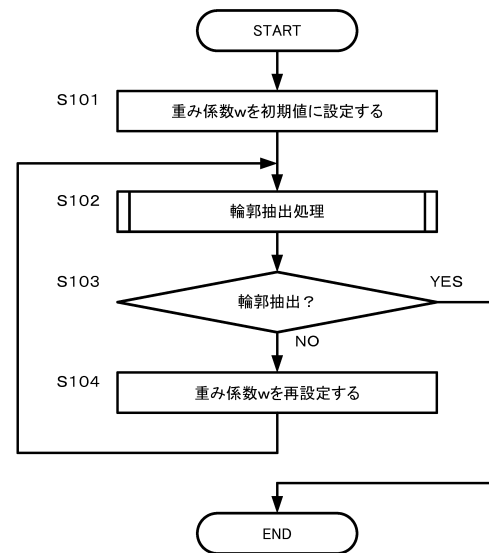 START
S101
重み係数wを初期値に設定する
S102
輪郭抽出処理
S103
輪郭抽出？
YES
NO
S104
重み係数wを再設定する
END